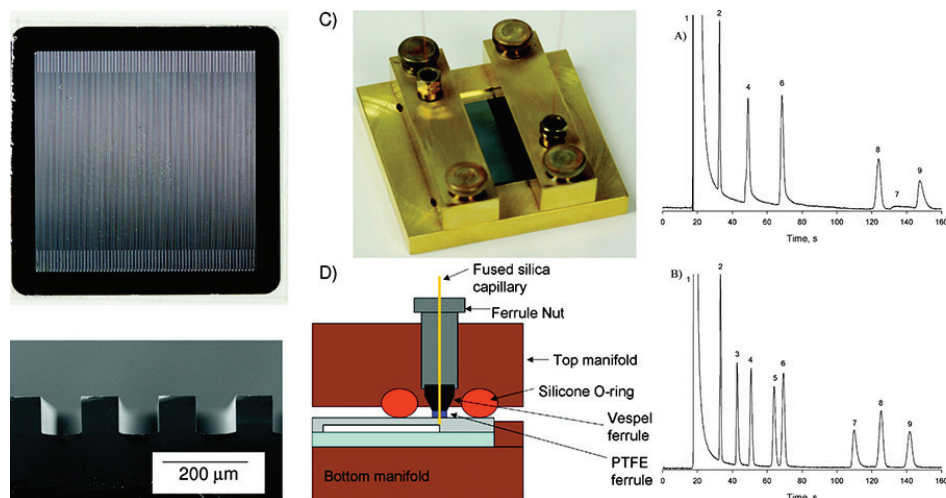 200 µm
C)
D)
Fused silica
capillary
Ferrule Nut
Top manifold
Silicone O-ring
Vespel
ferrule
PTFE
ferrule
Bottom manifold
A)
1
2
4
6
8
7
9
0 20 40 60 80 100 120 140 160
Time, s
B)
1
2
3
4
5
6
7
8
9
0 20 40 60 80 100 120 140 160
Time, s